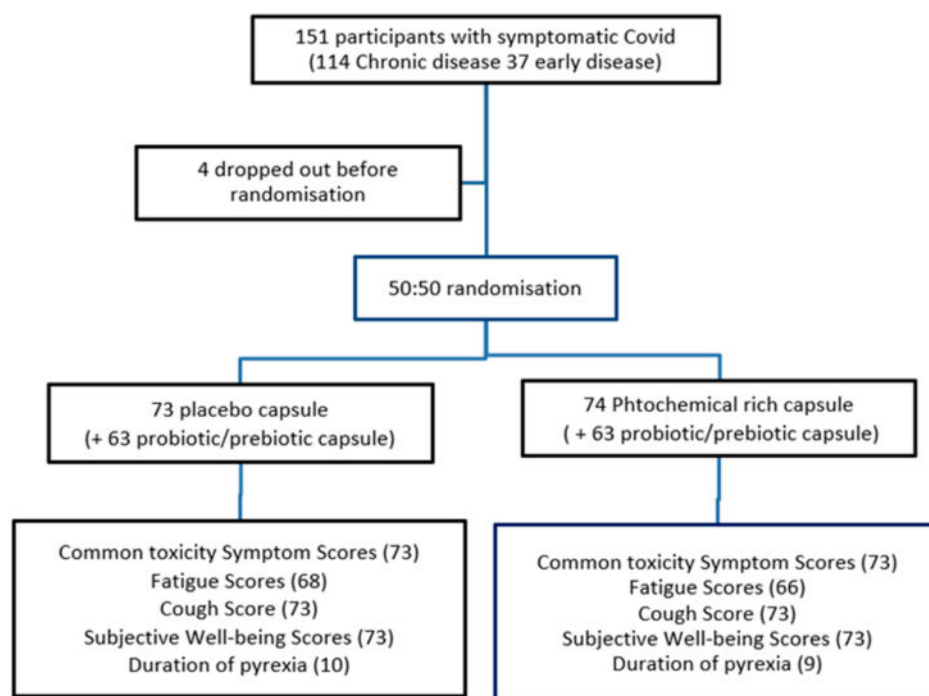 151 participants with symptomatic Covid
(114 Chronic disease 37 early disease)
4 dropped out before
randomisation
50:50 randomisation
73 placebo capsule
(+ 63 probiotic/prebiotic capsule)
74 Phtochemical rich capsule
( + 63 probiotic/prebiotic capsule)
Common toxicity Symptom Scores (73)
Fatigue Scores (68)
Cough Score (73)
Subjective Well-being Scores (73)
Duration of pyrexia (10)
Common toxicity Symptom Scores (73)
Fatigue Scores (66)
Cough Score (73)
Subjective Well-being Scores (73)
Duration of pyrexia (9)